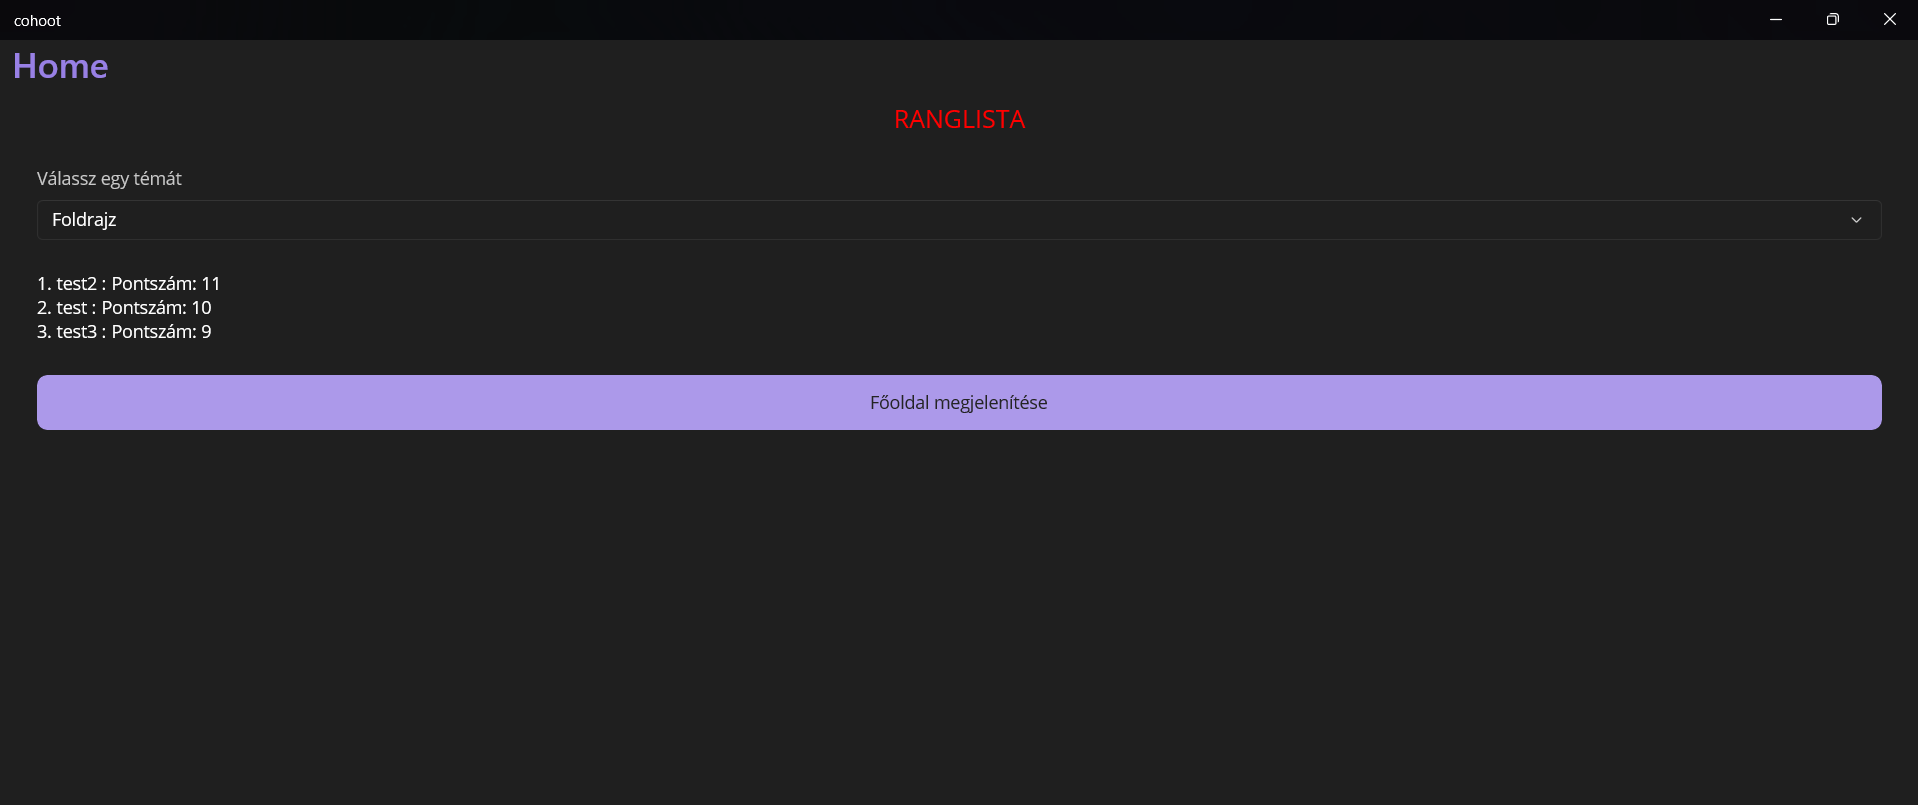 cohoot
Home
RANGLISTA
Válassz egy témát
Foldrajz
1. test2 : Pontszám: 11
2. test : Pontszám: 10
3. test3 : Pontszám: 9
Főoldal megjelenítése